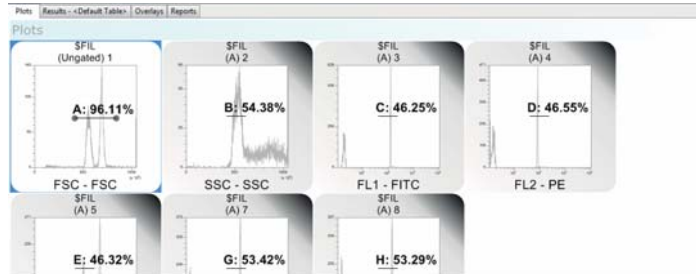 Plots Results - <Default Table> Overlays Reports
Plots
$FIL
(Ungated) 1
A: 96.11%
FSC - FSC
$FIL
(A) 2
B: 54.38%
SSC - SSC
$FIL
(A) 3
C: 46.25%
FL1 - FITC
$FIL
(A) 4
D: 46.55%
FL2 - PE
$FIL
(A) 5
E: 46.32%
$FIL
(A) 7
G: 53.42%
$FIL
(A) 8
H: 53.29%